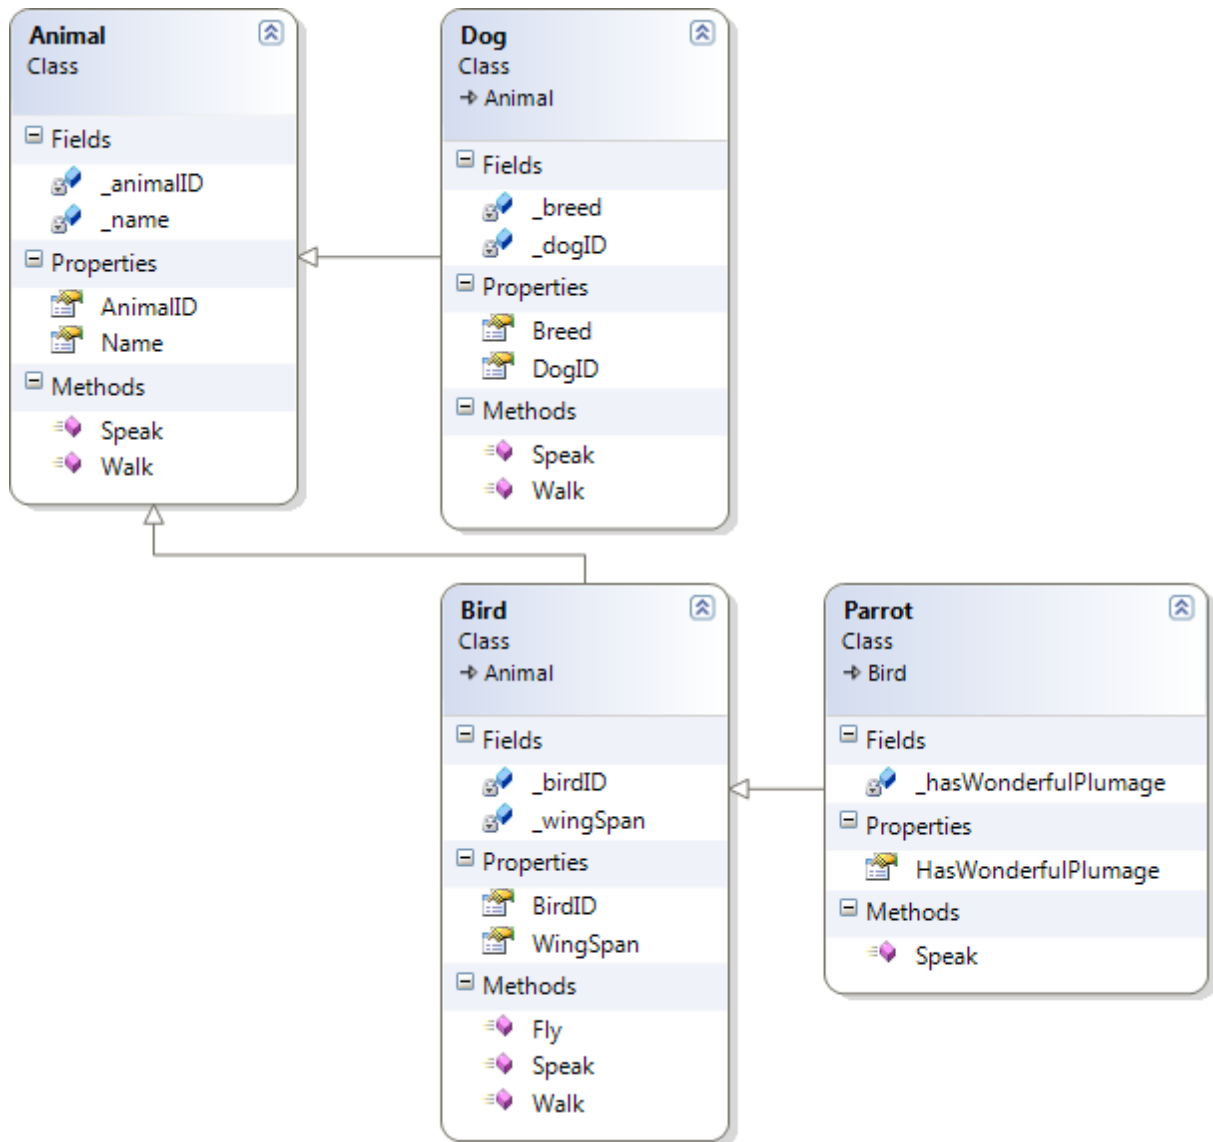 Animal
Class
Fields
_animalID
_name
Properties
AnimalID
Name
Methods
Speak
Walk
Dog
Class
Animal
Fields
_breed
_dogID
Properties
Breed
DogID
Methods
Speak
Walk
Bird
Class
Animal
Fields
_birdID
_wingSpan
Properties
BirdID
WingSpan
Methods
Fly
Speak
Walk
Parrot
Class
Bird
Fields
_hasWonderfulPlumage
Properties
HasWonderfulPlumage
Methods
Speak